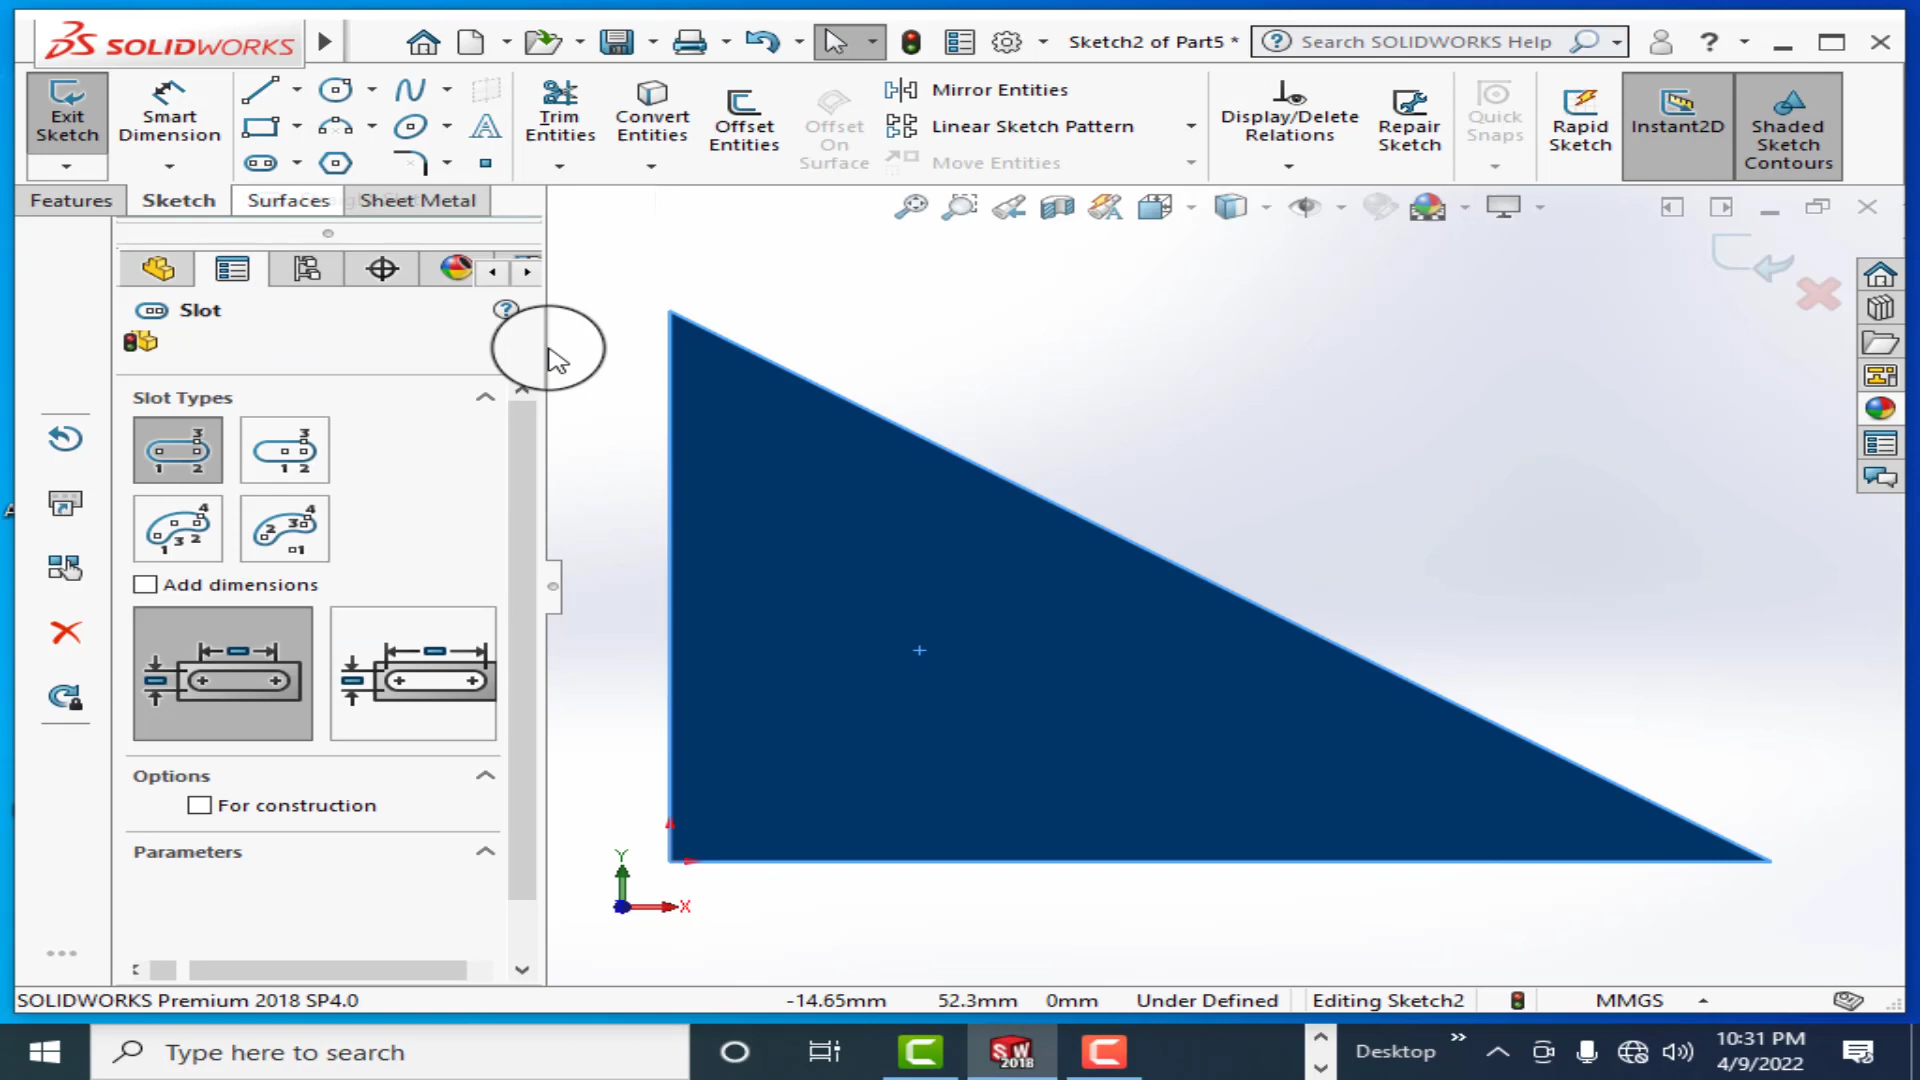 SOLIDWORKS
Sketch2 of Part5 *
Search SOLIDWORKS Help
?
Exit Sketch
Smart Dimension
Trim Entities
Convert Entities
Offset Entities
Offset On Surface
Mirror Entities
Linear Sketch Pattern
Move Entities
Display/Delete Relations
Repair Sketch
Quick Snaps
Rapid Sketch
Instant2D
Shaded Sketch Contours
Features
Sketch
Surfaces
Sheet Metal
Slot
Slot Types
Add dimensions
Options
For construction
Parameters
Y
X
SOLIDWORKS Premium 2018 SP4.0
-14.65mm
52.3mm
0mm
Under Defined
Editing Sketch2
MMGS
Type here to search
SW 2018
Desktop
10:31 PM
4/9/2022